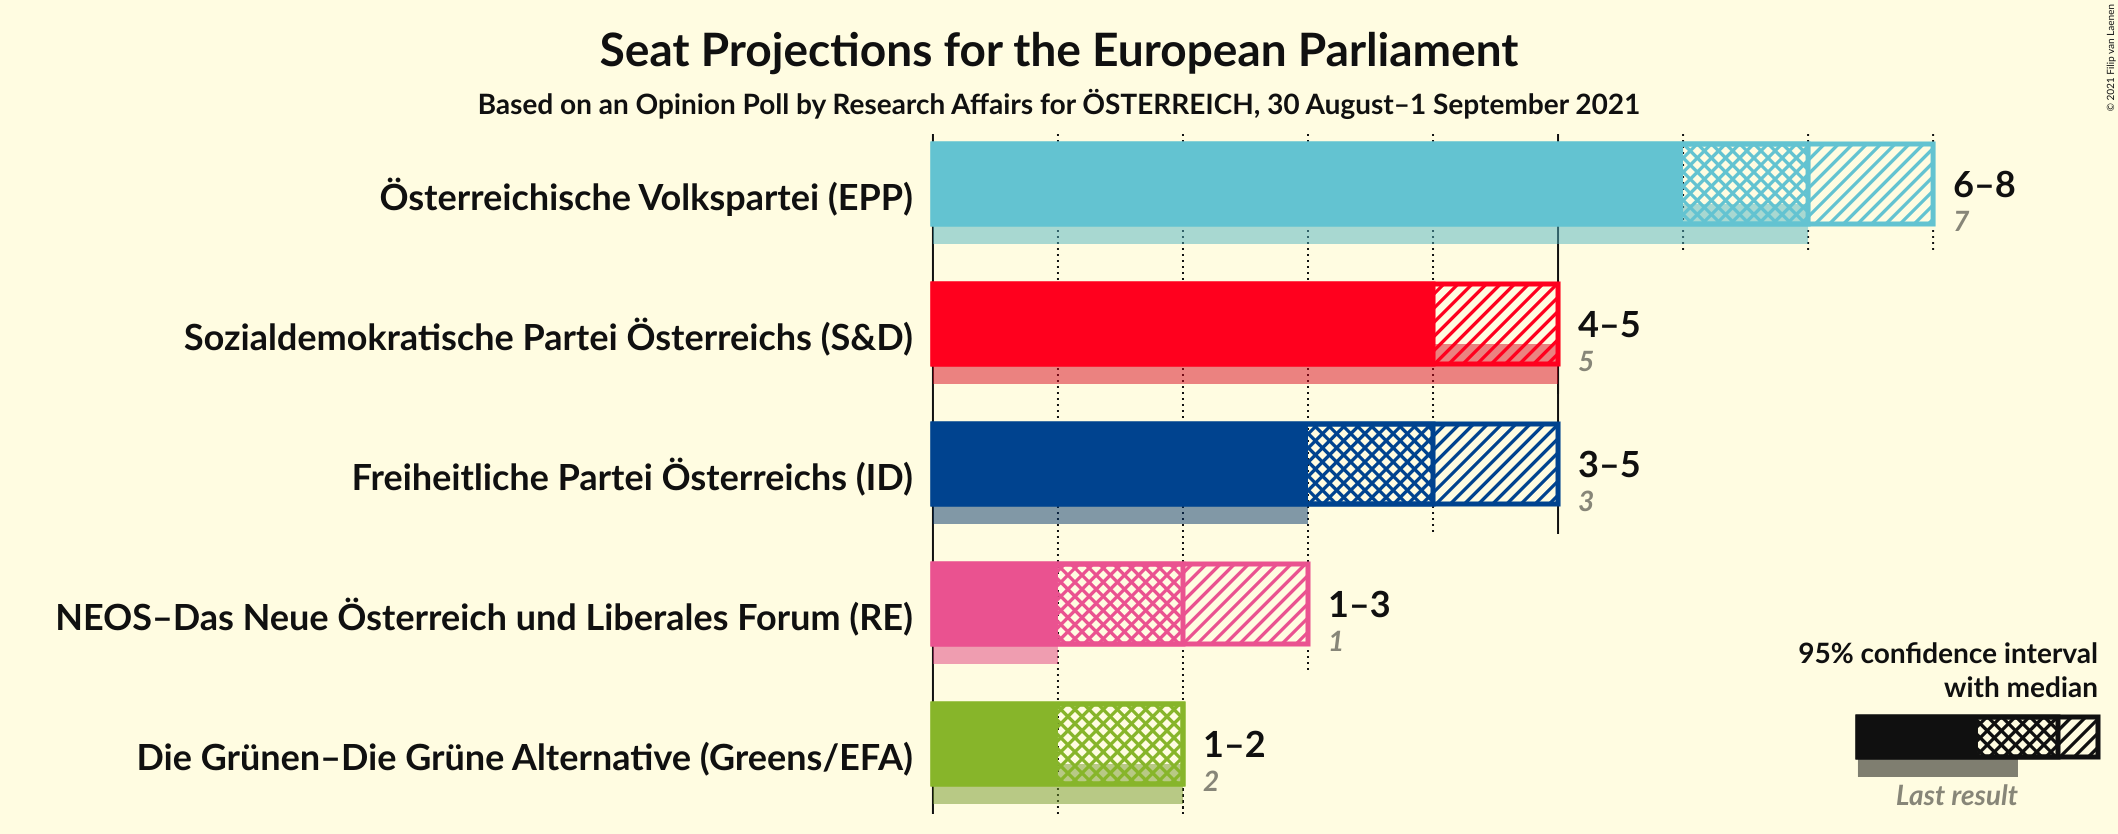 Seat Projections for the European Parliament
Based on an Opinion Poll by Research Affairs for ÖSTERREICH, 30 August–1 September 2021
© 2021 Filip van Laenen
Österreichische Volkspartei (EPP)
6–8
7
Sozialdemokratische Partei Österreichs (S&D)
4–5
5
Freiheitliche Partei Österreichs (ID)
3–5
3
NEOS–Das Neue Österreich und Liberales Forum (RE)
1–3
1
Die Grünen–Die Grüne Alternative (Greens/EFA)
1–2
2
95% confidence interval
with median
Last result